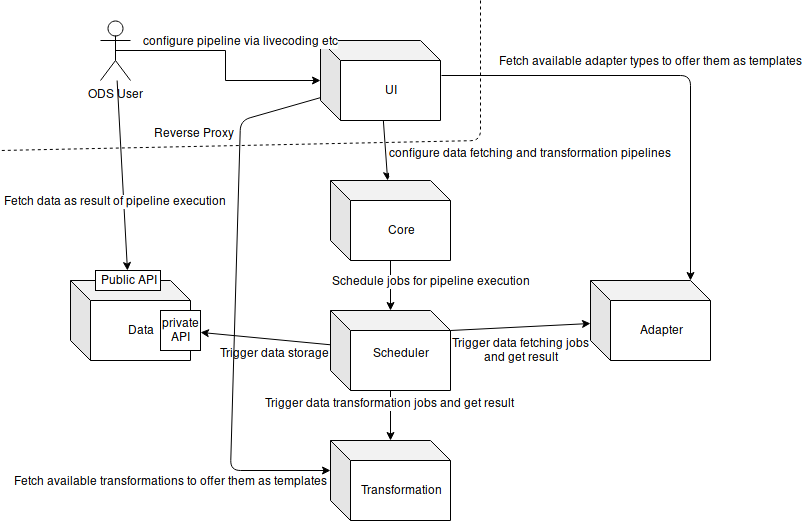 configure pipeline via livecoding etc
Fetch available adapter types to offer them as templates
UI
ODS User
Reverse Proxy
configure data fetching and transformation pipelines
Fetch data as result of pipeline execution
Core
Public API
Schedule jobs for pipeline execution
Data
private
API
Scheduler
Adapter
Trigger data storage
Trigger data fetching jobs
and get result
Trigger data transformation jobs and get result
Fetch available transformations to offer them as templates
Transformation